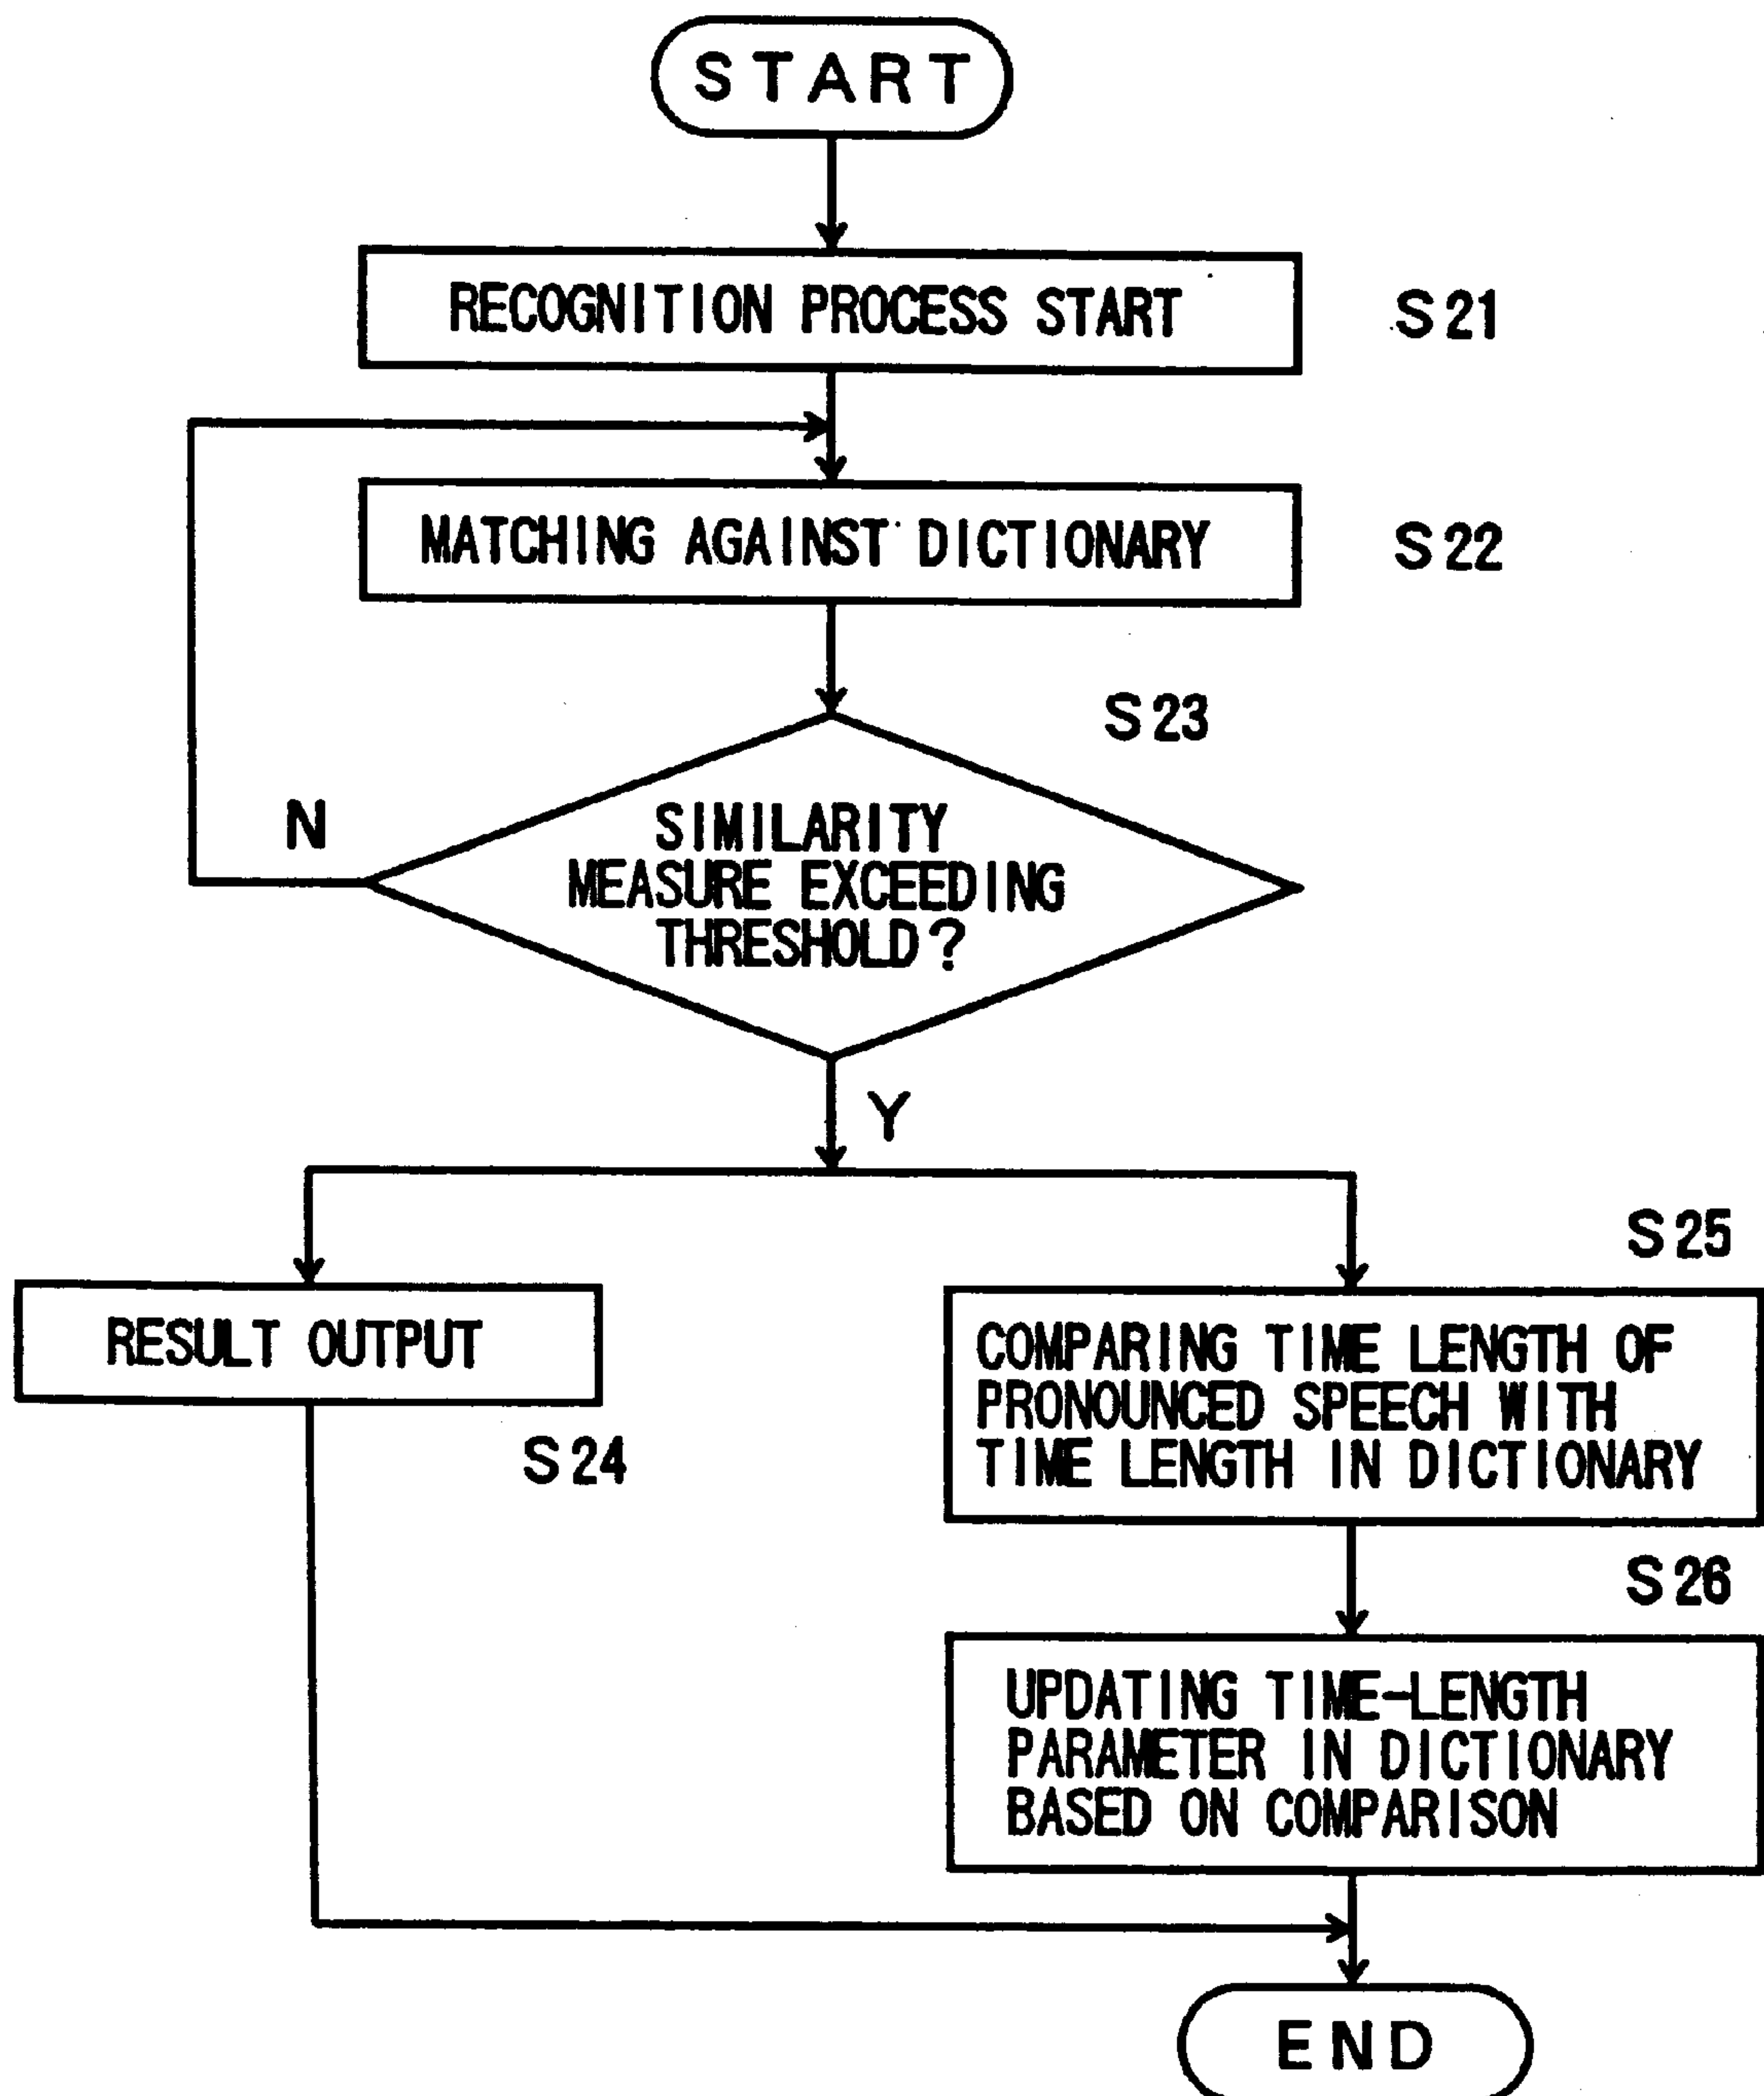 START
RECOGNITION PROCESS START
S21
MATCHING AGAINST DICTIONARY
S22
S23
SIMILARITY
MEASURE EXCEEDING
THRESHOLD?
N
Y
RESULT OUTPUT
S24
S25
COMPARING TIME LENGTH OF
PRONOUNCED SPEECH WITH
TIME LENGTH IN DICTIONARY
S26
UPDATING TIME-LENGTH
PARAMETER IN DICTIONARY
BASED ON COMPARISON
END